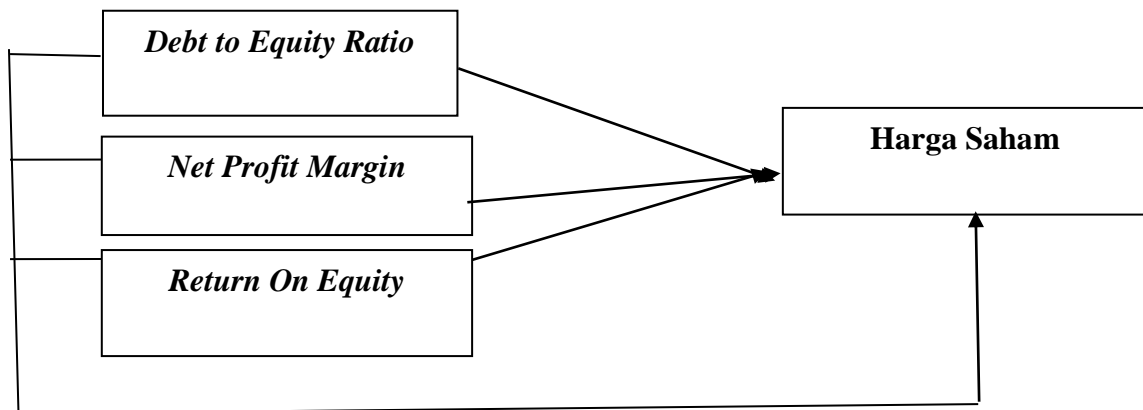 Debt to Equity Ratio
Harga Saham
Net Profit Margin
Return On Equity